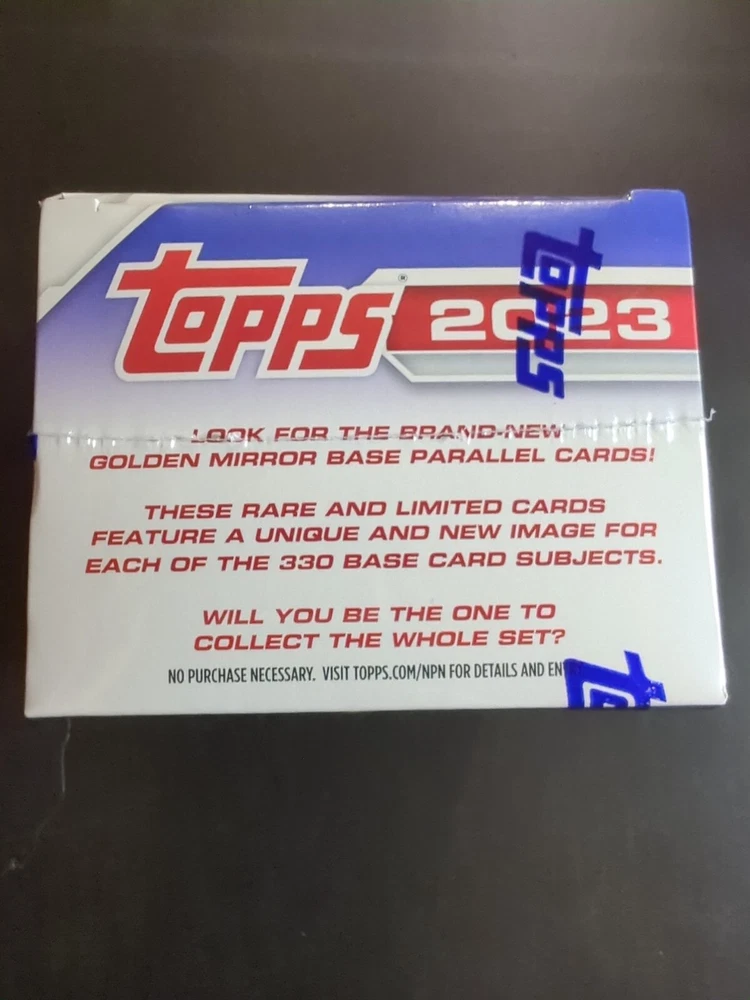 Topps® 2023
Topps
LOOK FOR THE BRAND-NEW
GOLDEN MIRROR BASE PARALLEL CARDS!
THESE RARE AND LIMITED CARDS
FEATURE A UNIQUE AND NEW IMAGE FOR
EACH OF THE 330 BASE CARD SUBJECTS.
WILL YOU BE THE ONE TO
COLLECT THE WHOLE SET?
NO PURCHASE NECESSARY. VISIT TOPPS.COM/NPN FOR DETAILS AND